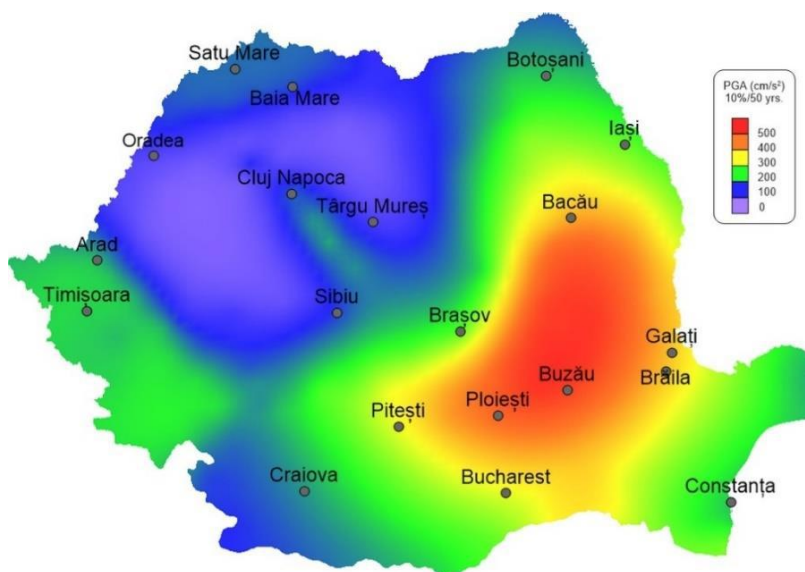 Satu Mare
Botoșani
Baia Mare
PGA (cm/s²)
10%/50 yrs.
500
400
300
200
100
0
Iași
Oradea
Cluj Napoca
Târgu Mureș
Bacău
Arad
Timișoara
Sibiu
Brașov
Galați
Brăila
Buzău
Ploiești
Pitești
Craiova
Bucharest
Constanța